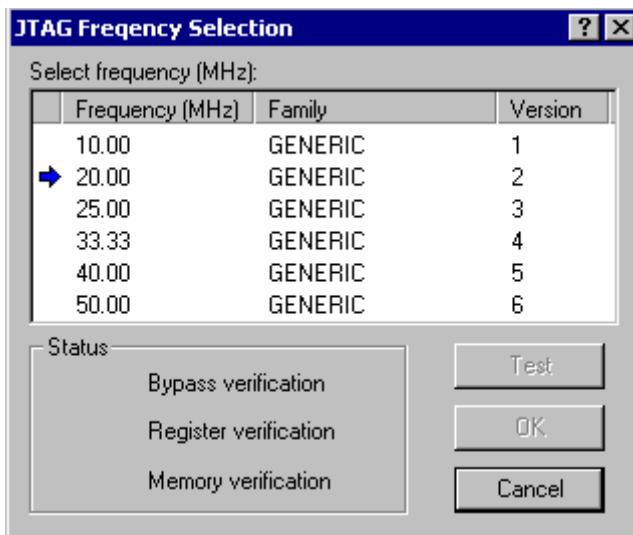 JTAG Freqency Selection
Select frequency (MHz):
Frequency (MHz) Family Version
10.00 GENERIC 1
20.00 GENERIC 2
25.00 GENERIC 3
33.33 GENERIC 4
40.00 GENERIC 5
50.00 GENERIC 6
Status
Bypass verification
Register verification
Memory verification
Test
OK
Cancel